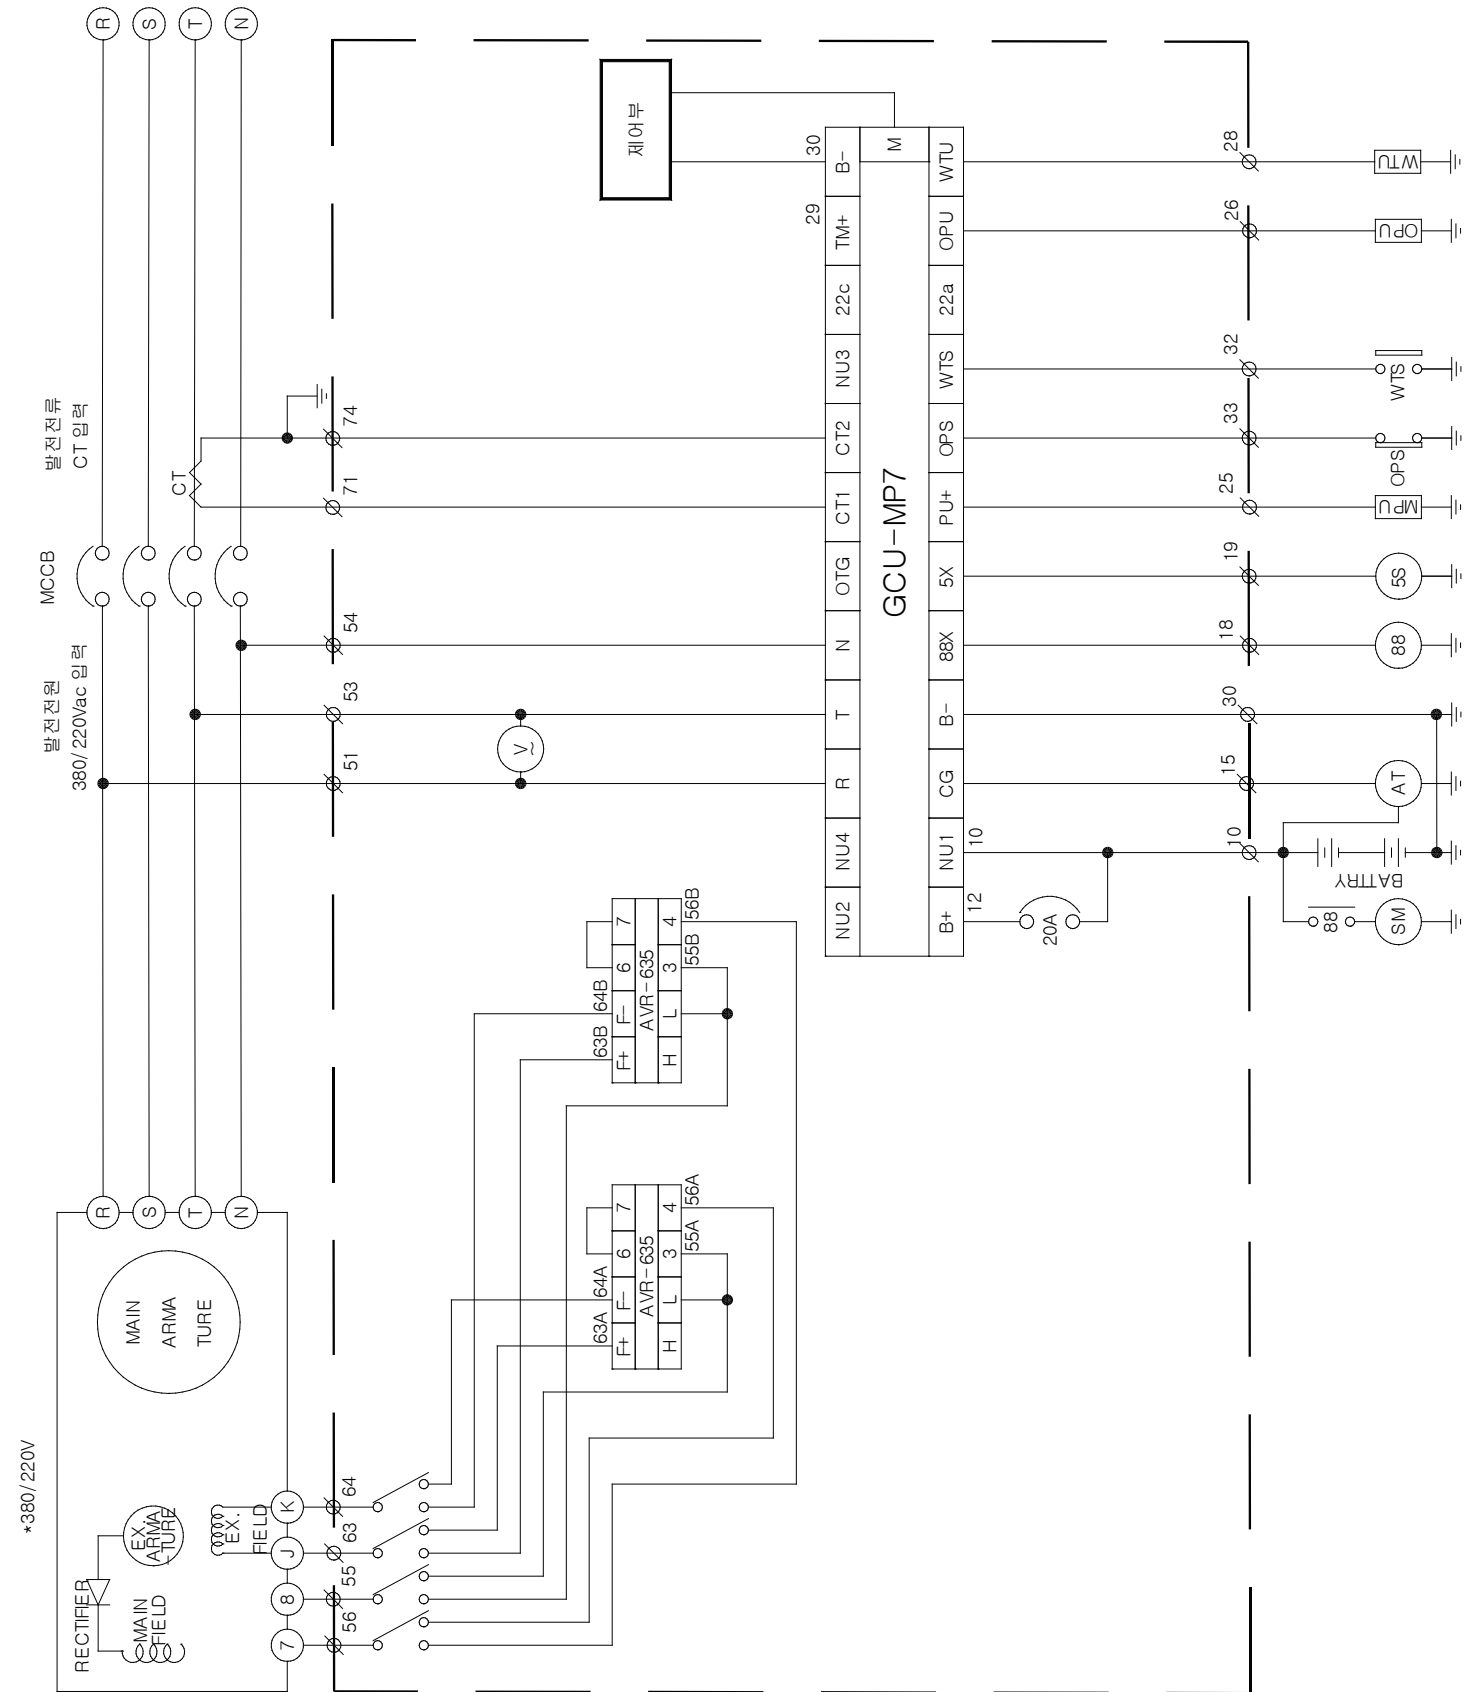 R
S
T
N
제어부
30
B-
M
WTU
28
WTU
29
TM+
OPU
26
OPU
22c
22a
NU3
WTS
32
WTS
발전전류
CT 입력
74
CT2
OPS
33
OPS
CT
71
CT1
PU+
25
MPU
GCU-MP7
MCCB
OTG
5X
19
5S
54
N
88X
18
88
발전전원
380/220Vac 입력
53
T
B-
30
V
~
51
R
CG
15
AT
NU4
NU1
10
10
BATTRY
NU2
B+
12
20A
88
SM
7
4
56B
6
3
55B
AVR-635
64B
F-
L
63B
F+
H
R
S
T
N
7
4
56A
6
3
55A
AVR-635
64A
F-
L
63A
F+
H
MAIN
ARMA
TURE
*380/220V
EX.
ARMA
-TURE
EX.
FIELD
K
64
J
63
8
55
7
56
RECTIFIER
MAIN
FIELD